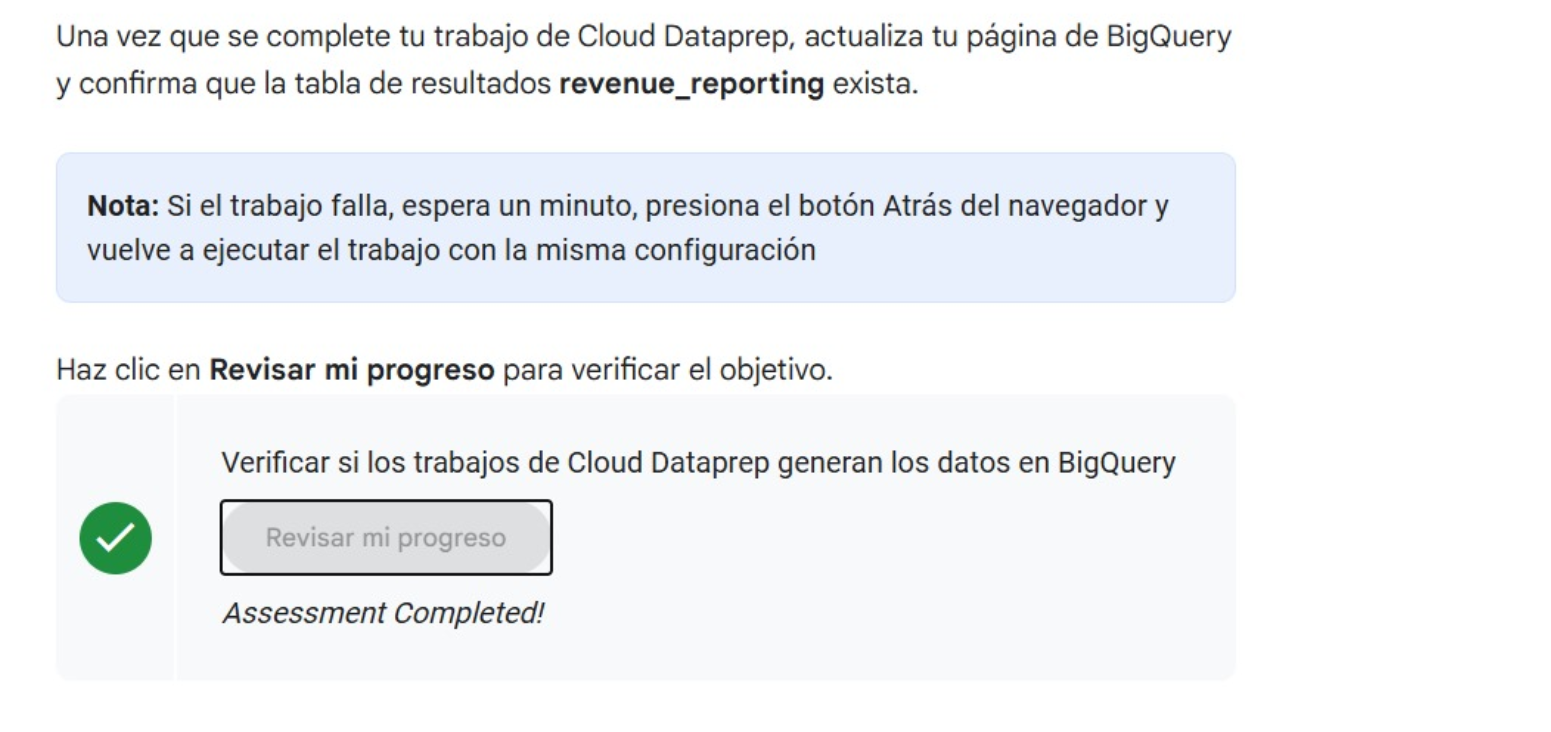 Una vez que se complete tu trabajo de Cloud Dataprep, actualiza tu página de BigQuery
y confirma que la tabla de resultados revenue_reporting exista.
Nota: Si el trabajo falla, espera un minuto, presiona el botón Atrás del navegador y
vuelve a ejecutar el trabajo con la misma configuración
Haz clic en Revisar mi progreso para verificar el objetivo.
Verificar si los trabajos de Cloud Dataprep generan los datos en BigQuery
Revisar mi progreso
Assessment Completed!